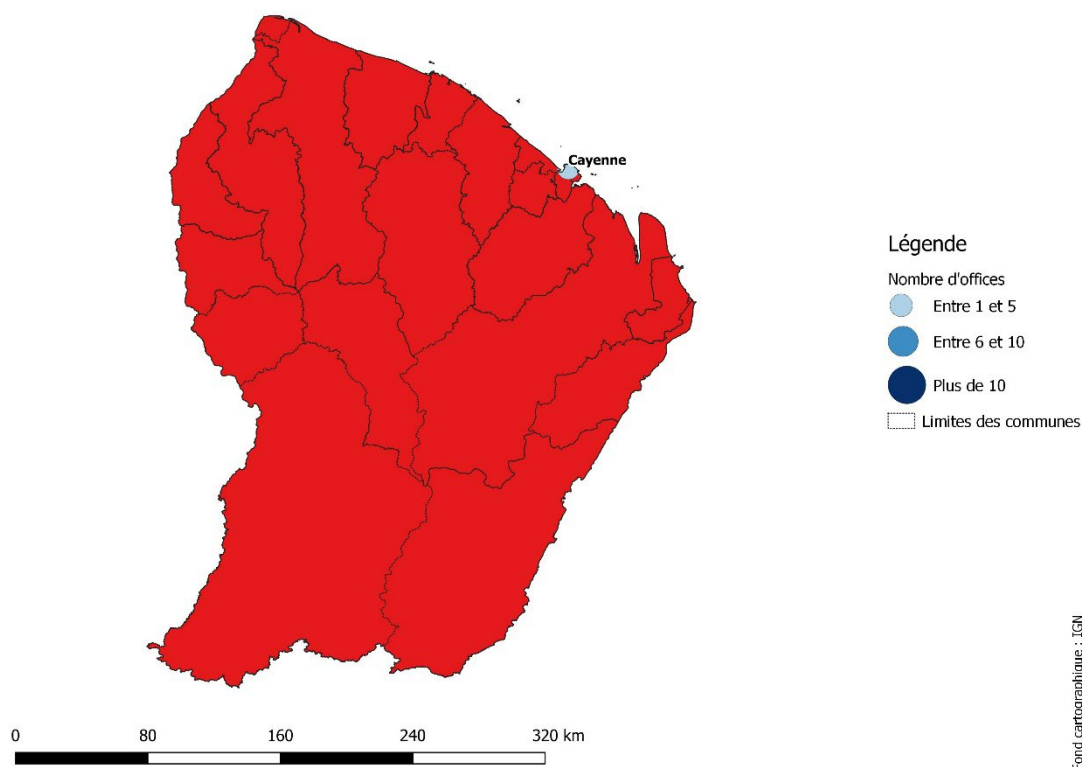 Cayenne
Légende
Nombre d'offices
Entre 1 et 5
Entre 6 et 10
Plus de 10
Limites des communes
0 80 160 240 320 km
Fond cartographique : IGN